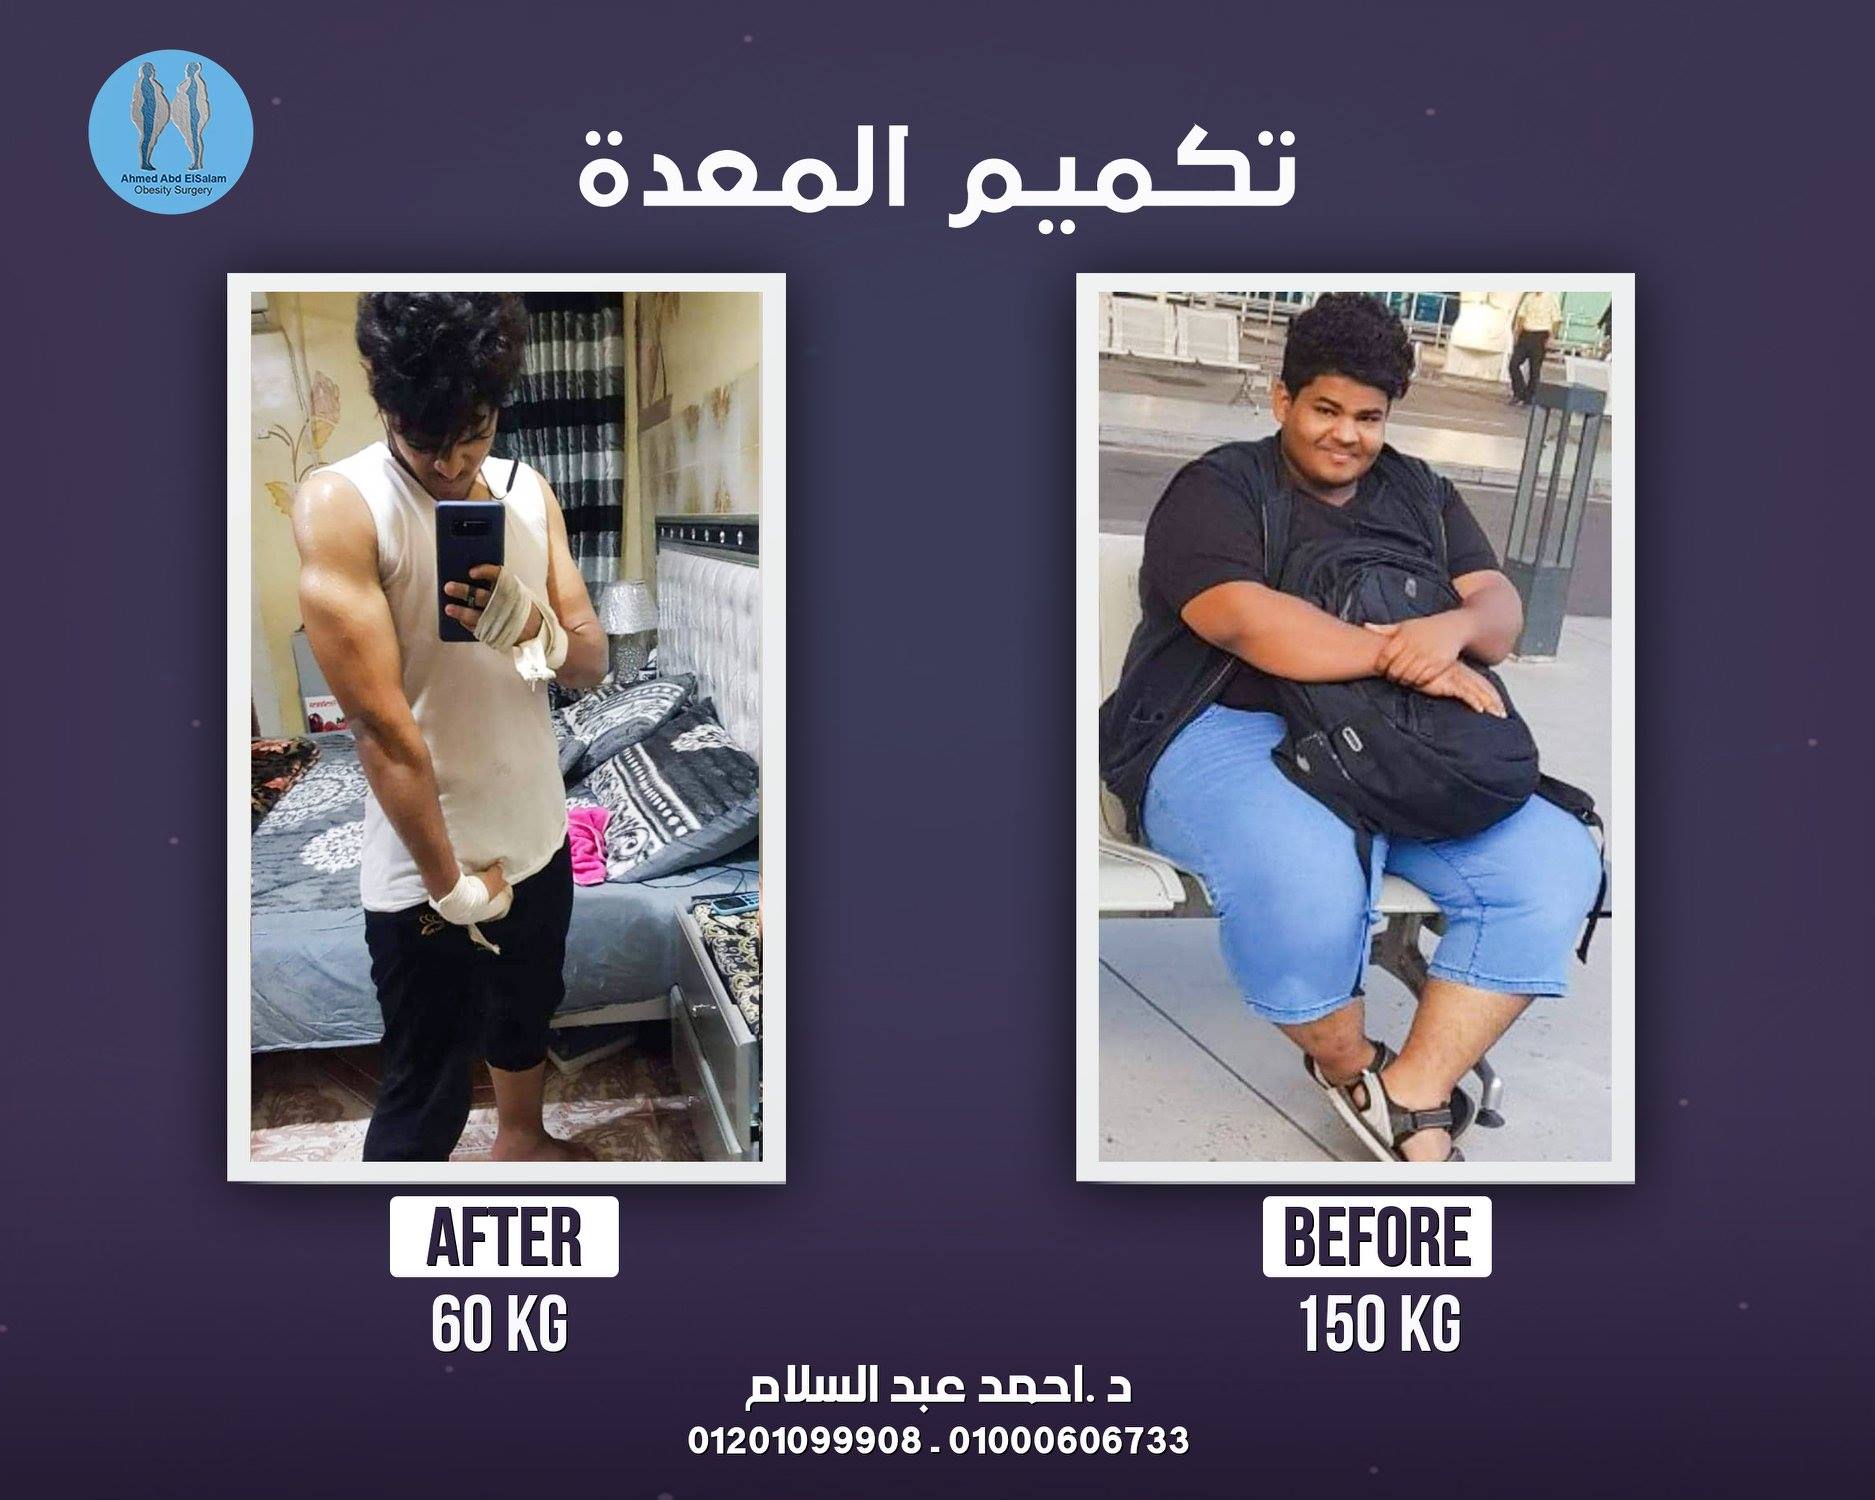 Ahmed Abd ElSalam
Obesity Surgery
تكميم المعدة
BEFORE
150 KG
AFTER
60 KG
د .احمد عبد السلام
01201099908 - 01000606733